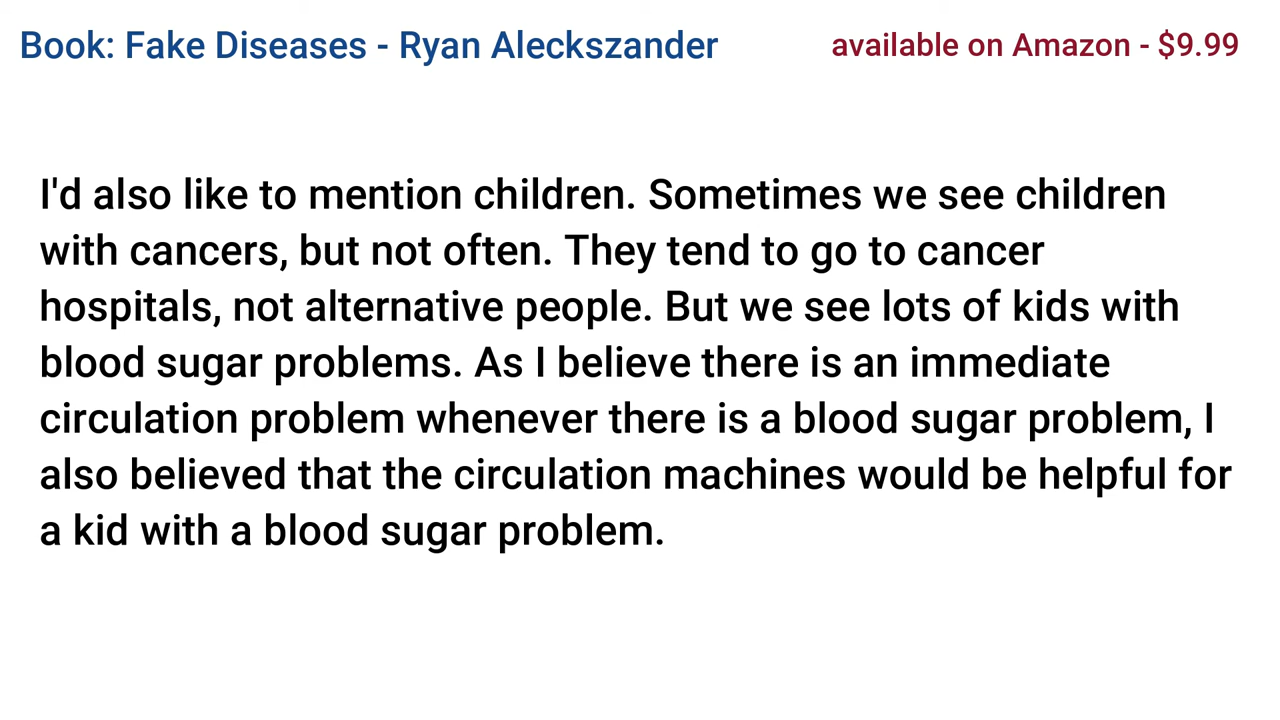 Book: Fake Diseases - Ryan Aleckszander
available on Amazon - $9.99
I'd also like to mention children. Sometimes we see children
with cancers, but not often. They tend to go to cancer
hospitals, not alternative people. But we see lots of kids with
blood sugar problems. As I believe there is an immediate
circulation problem whenever there is a blood sugar problem, I
also believed that the circulation machines would be helpful for
a kid with a blood sugar problem.